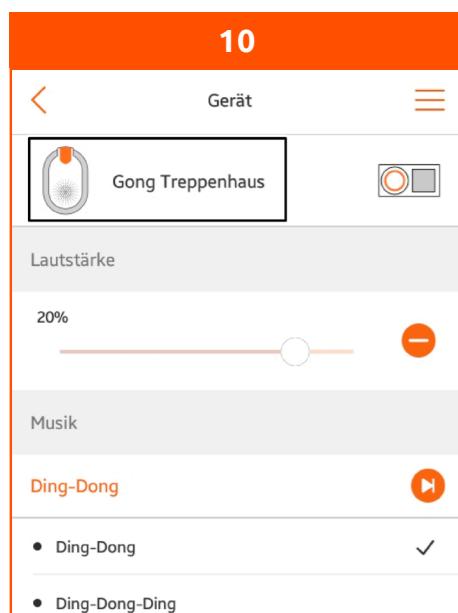 10
Gerät
Gong Treppenhaus
Lautstärke
20%
Musik
Ding-Dong
Ding-Dong
Ding-Dong-Ding